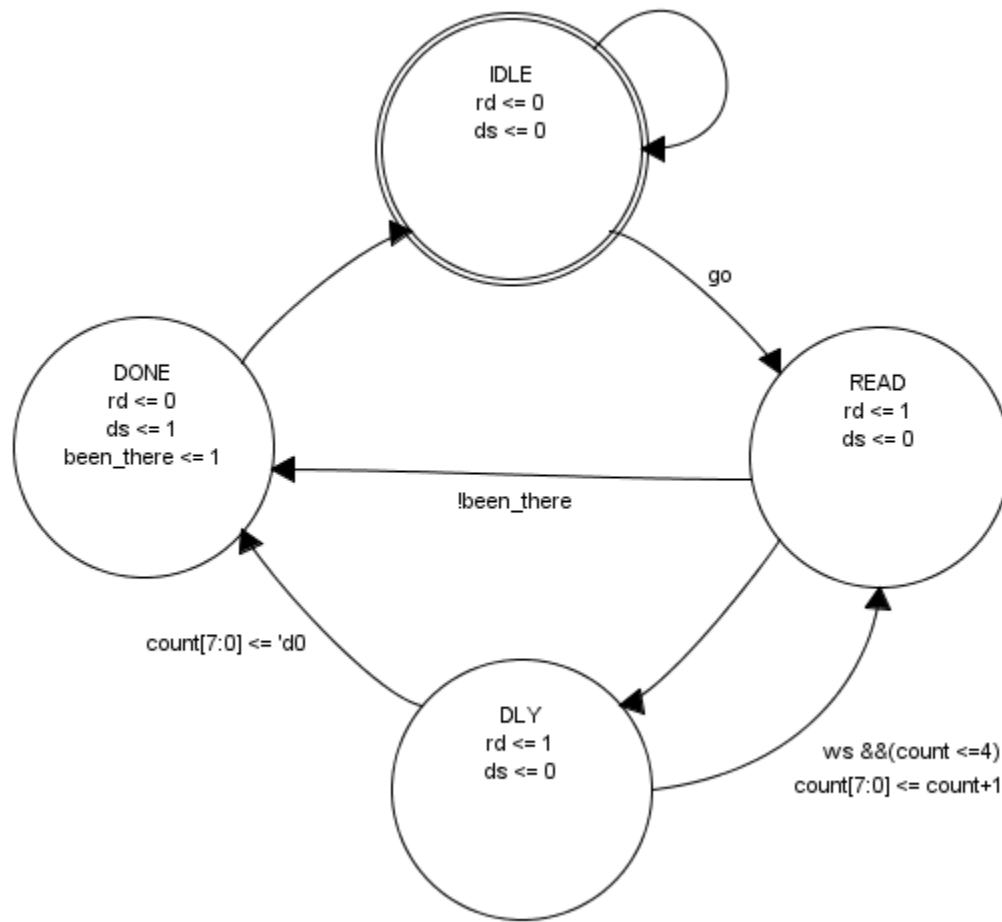 IDLE
rd <= 0
ds <= 0
go
DONE
rd <= 0
ds <= 1
been_there <= 1
READ
rd <= 1
ds <= 0
!been_there
count[7:0] <= 'd0
DLY
rd <= 1
ds <= 0
ws &&(count <=4)
count[7:0] <= count+1